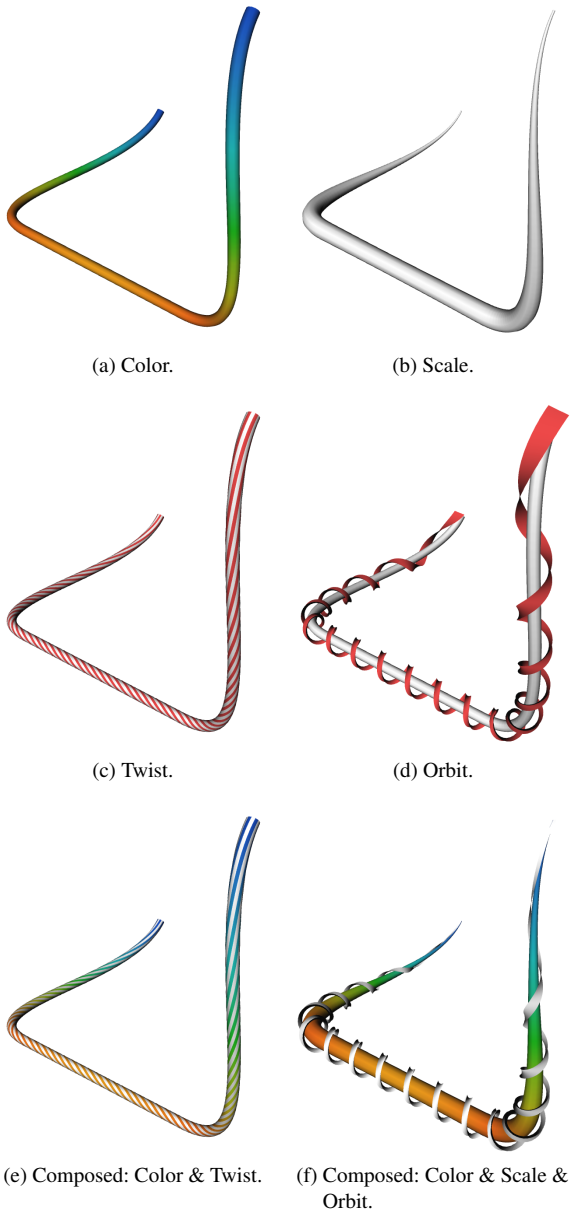 (a) Color.
(b) Scale.
(c) Twist.
(d) Orbit.
(e) Composed: Color & Twist.
(f) Composed: Color & Scale &
Orbit.